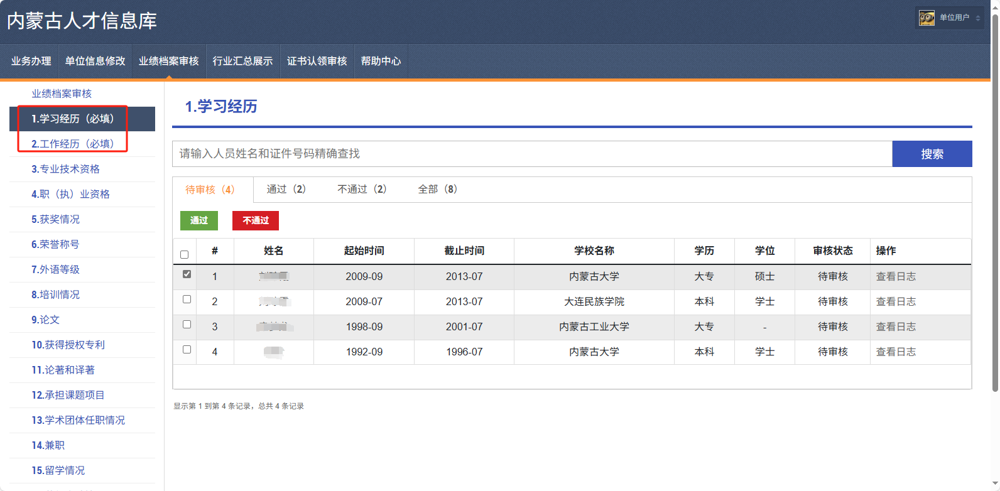 内蒙古人才信息库
单位用户
业务办理 单位信息修改 业绩档案审核 行业汇总展示 证书认领审核 帮助中心
业绩档案审核
1.学习经历（必填）
2.工作经历（必填）
3.专业技术资格
4.职（执）业资格
5.获奖情况
6.荣誉称号
7.外语等级
8.培训情况
9.论文
10.获得授权专利
11.论著和译著
12.承担课题项目
13.学术团体任职情况
14.兼职
15.留学情况
1.学习经历
请输入人员姓名和证件号码精确查找 搜索
待审核（4） 通过（2） 不通过（2） 全部（8）
通过 不通过
# 姓名 起始时间 截止时间 学校名称 学历 学位 审核状态 操作
1 2009-09 2013-07 内蒙古大学 大专 硕士 待审核 查看日志
2 2009-07 2013-07 大连民族学院 本科 学士 待审核 查看日志
3 1998-09 2001-07 内蒙古工业大学 大专 - 待审核 查看日志
4 1992-09 1996-07 内蒙古大学 本科 学士 待审核 查看日志
显示第 1 到第 4 条记录，总共 4 条记录